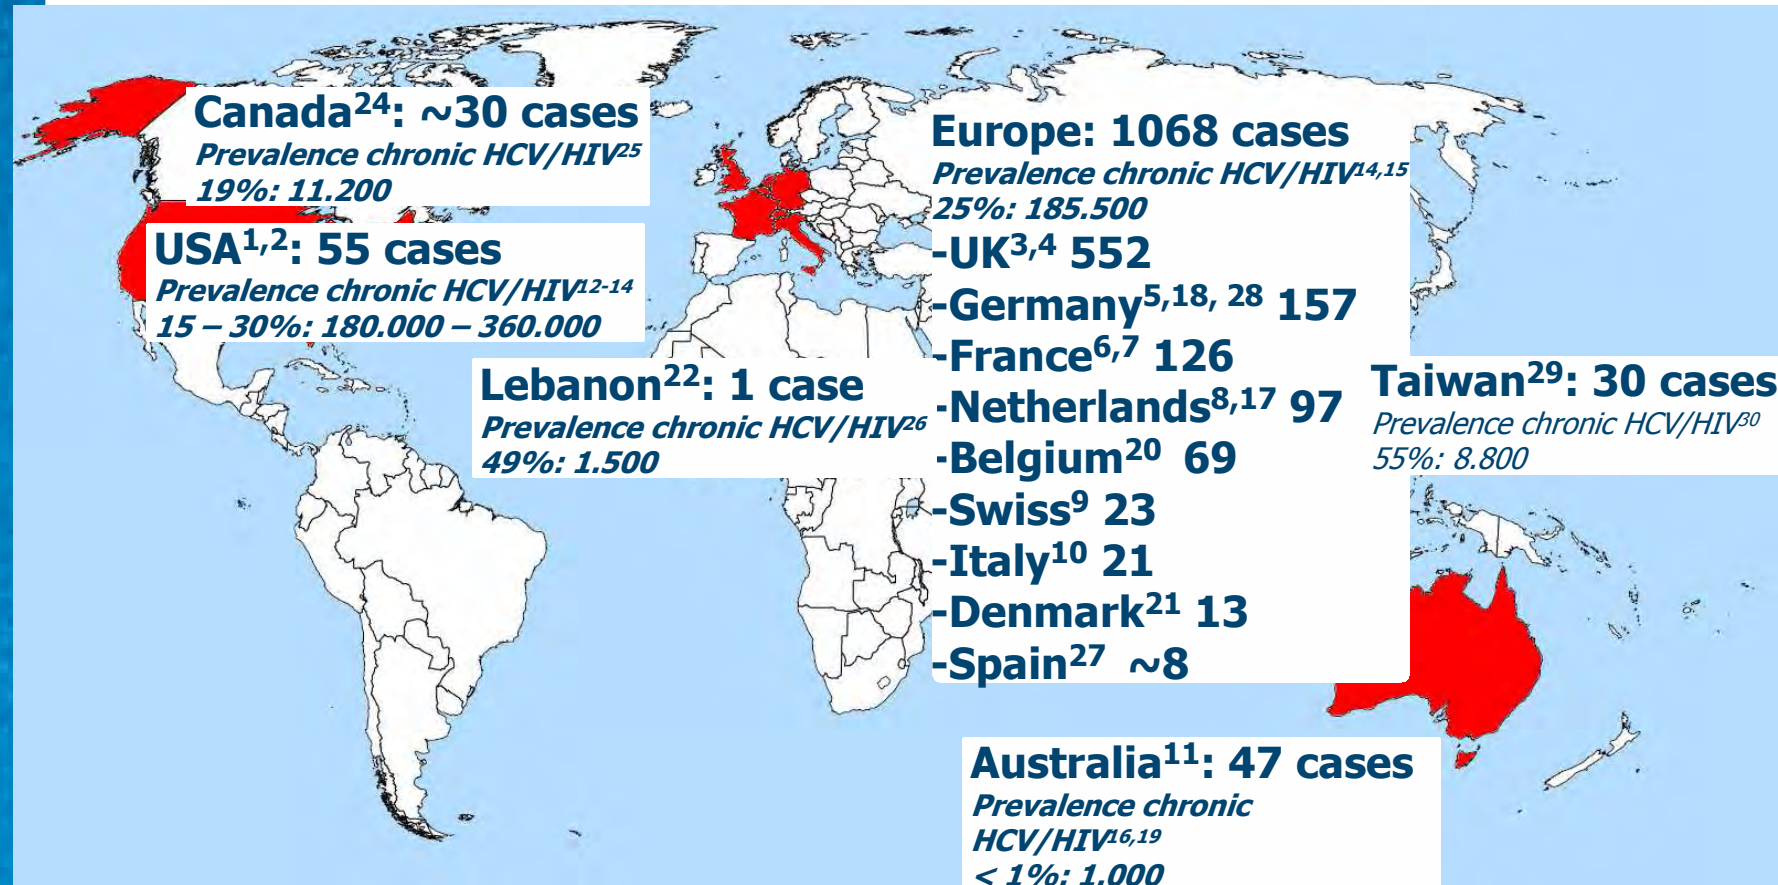 Canada24: ~30 cases
Prevalence chronic HCV/HIV25
19%: 11.200
USA1,2: 55 cases
Prevalence chronic HCV/HIV12-14
15 – 30%: 180.000 – 360.000
Lebanon22: 1 case
Prevalence chronic HCV/HIV26
49%: 1.500
Europe: 1068 cases
Prevalence chronic HCV/HIV14,15
25%: 185.500
-UK3,4 552
-Germany5,18, 28 157
-France6,7 126
-Netherlands8,17 97
-Belgium20 69
-Swiss9 23
-Italy10 21
-Denmark21 13
-Spain27 ~8
Taiwan29: 30 cases
Prevalence chronic HCV/HIV30
55%: 8.800
Australia11: 47 cases
Prevalence chronic
HCV/HIV16,19
< 1%: 1.000